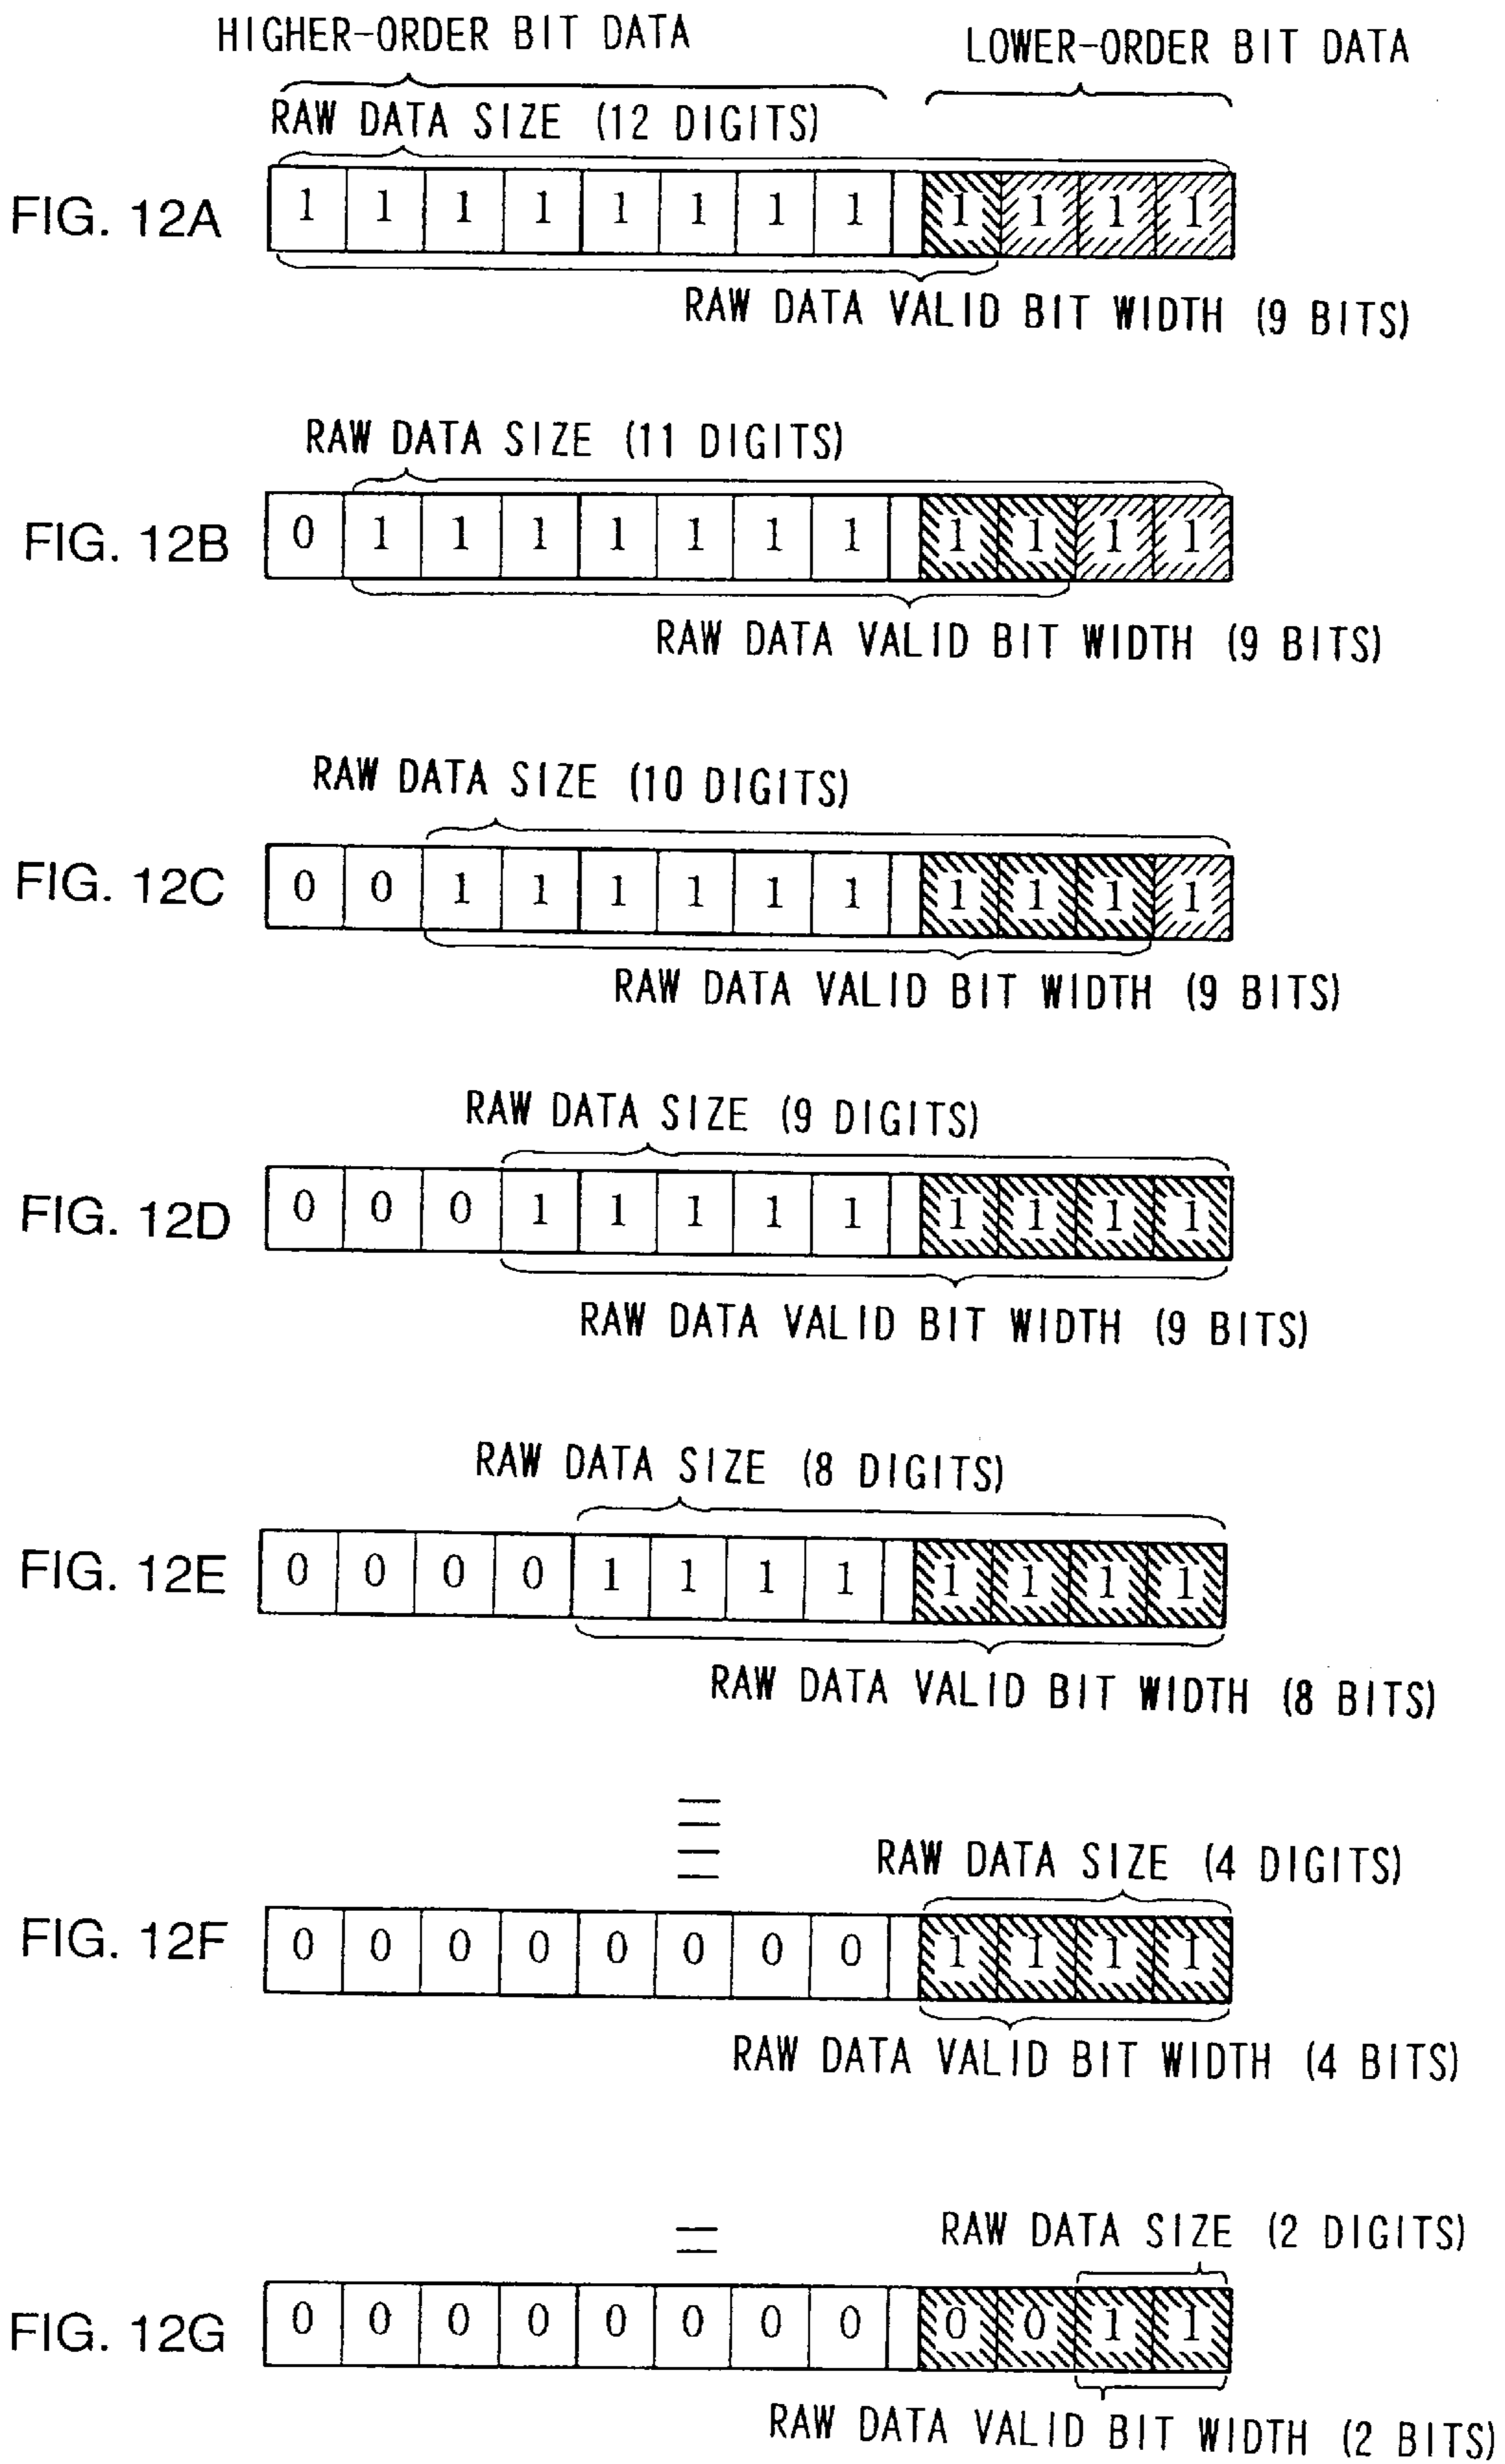 HIGHER-ORDER BIT DATA
LOWER-ORDER BIT DATA
RAW DATA SIZE (12 DIGITS)
FIG. 12A 1 1 1 1 1 1 1 1 1 1 1 1
RAW DATA VALID BIT WIDTH (9 BITS)
RAW DATA SIZE (11 DIGITS)
FIG. 12B 0 1 1 1 1 1 1 1 1 1 1 1
RAW DATA VALID BIT WIDTH (9 BITS)
RAW DATA SIZE (10 DIGITS)
FIG. 12C 0 0 1 1 1 1 1 1 1 1 1 1
RAW DATA VALID BIT WIDTH (9 BITS)
RAW DATA SIZE (9 DIGITS)
FIG. 12D 0 0 0 1 1 1 1 1 1 1 1 1
RAW DATA VALID BIT WIDTH (9 BITS)
RAW DATA SIZE (8 DIGITS)
FIG. 12E 0 0 0 0 1 1 1 1 1 1 1 1
RAW DATA VALID BIT WIDTH (8 BITS)
RAW DATA SIZE (4 DIGITS)
FIG. 12F 0 0 0 0 0 0 0 0 1 1 1 1
RAW DATA VALID BIT WIDTH (4 BITS)
RAW DATA SIZE (2 DIGITS)
FIG. 12G 0 0 0 0 0 0 0 0 0 0 1 1
RAW DATA VALID BIT WIDTH (2 BITS)